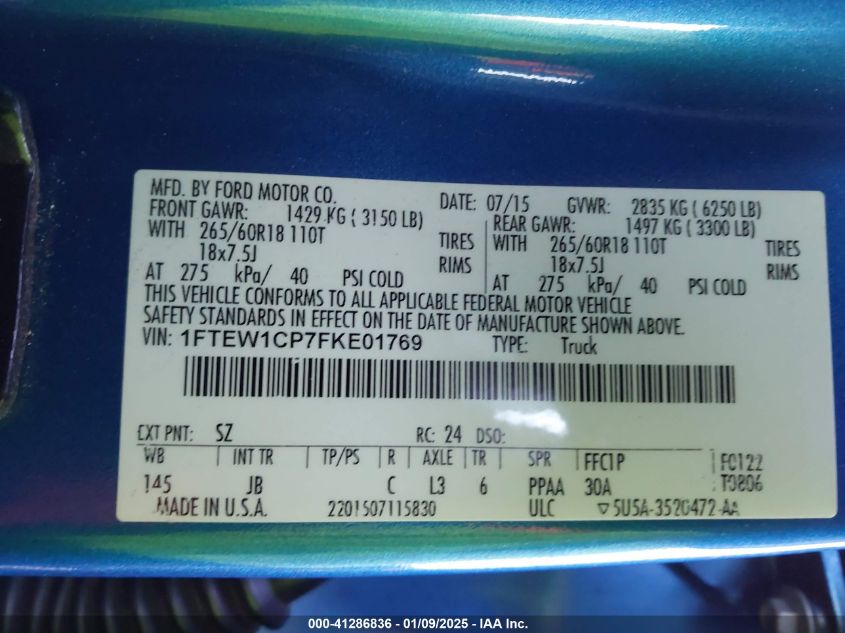 MFD. BY FORD MOTOR CO. DATE: 07/15 GVWR: 2835 KG ( 6250 LB)
FRONT GAWR: 1429 KG ( 3150 LB) REAR GAWR: 1497 KG ( 3300 LB)
WITH 265/60R18 110T TIRES WITH 265/60R18 110T TIRES
18x7.5J RIMS 18x7.5J RIMS
AT 275 kPa/ 40 PSI COLD AT 275 kPa/ 40 PSI COLD
THIS VEHICLE CONFORMS TO ALL APPLICABLE FEDERAL MOTOR VEHICLE
SAFETY STANDARDS IN EFFECT ON THE DATE OF MANUFACTURE SHOWN ABOVE.
VIN: 1FTEW1CP7FKE01769 TYPE: Truck
EXT PNT: SZ RC: 24 DSO:
WB INT TR TP/PS R AXLE TR SPR FFC1P FC122
145 JB C L3 6 PPAA 30A T0806
MADE IN U.S.A. 2201507115830 ULC 5U5A-3520472-AA
000-41286836 - 01/09/2025 - IAA Inc.